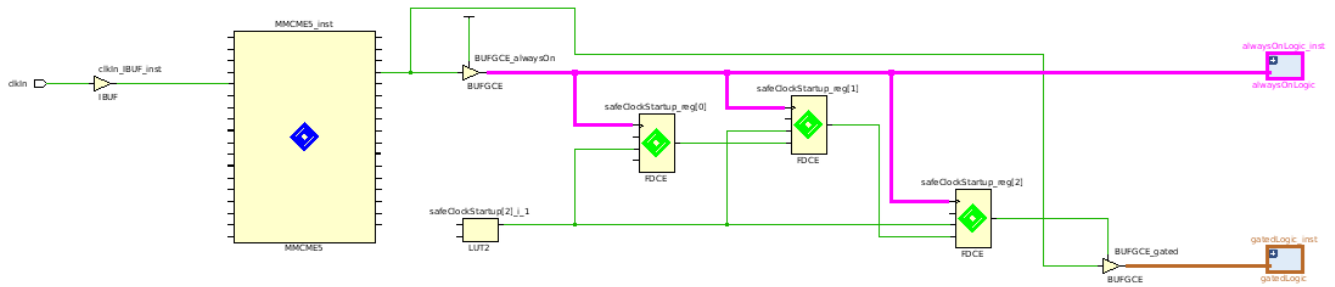 MMCME5_inst
clkIn
clkIn_IBUF_inst
IBUF
MMCME5
BUFGCE_alwaysOn
BUFGCE
safeClockStartup_reg[0]
FDCE
safeClockStartup_reg[1]
FDCE
safeClockStartup[2]_i_1
LUT2
safeClockStartup_reg[2]
FDCE
BUFGCE_gated
BUFGCE
alwaysOnLogic_inst
alwaysOnLogic
gatedLogic_inst
gatedLogic